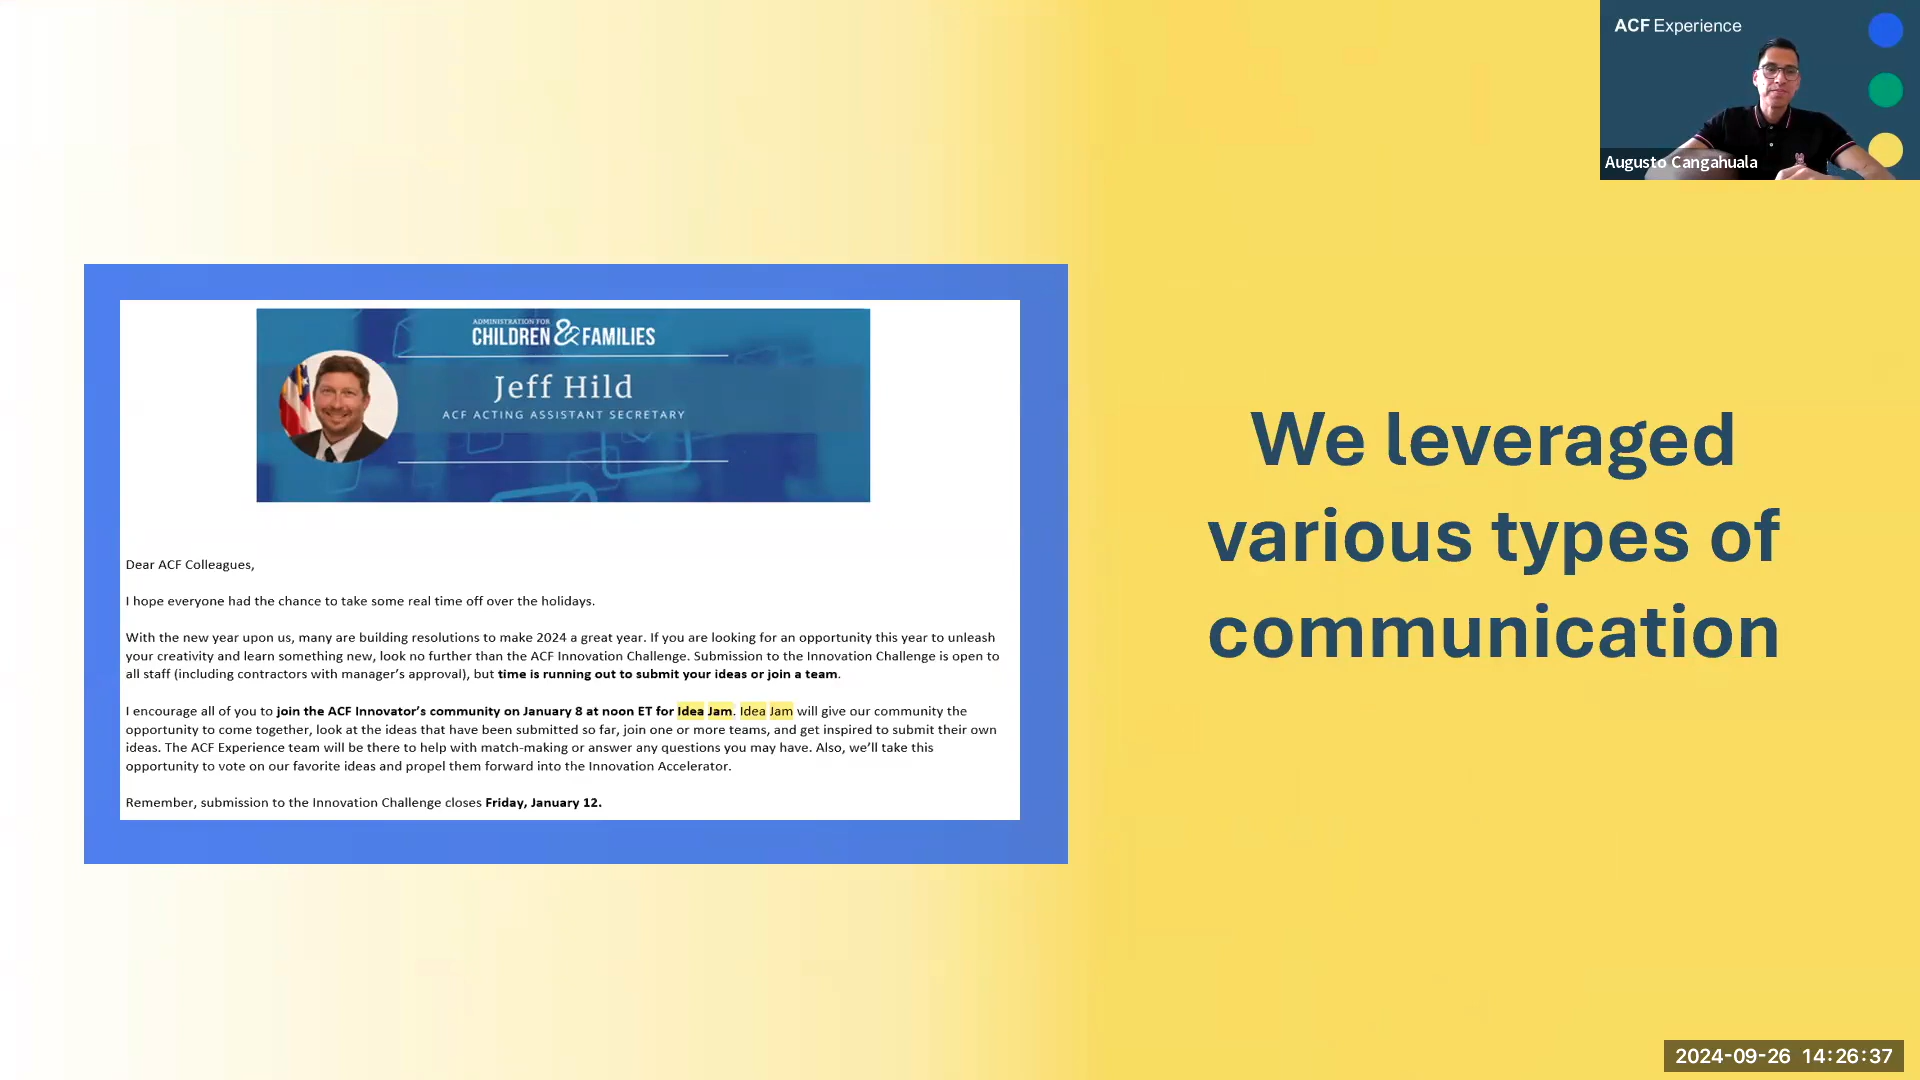 ACF Experience
Augusto Cangahuala
ADMINISTRATION FOR
CHILDREN & FAMILIES
Jeff Hild
ACF ACTING ASSISTANT SECRETARY
Dear ACF Colleagues,
I hope everyone had the chance to take some real time off over the holidays.
With the new year upon us, many are building resolutions to make 2024 a great year. If you are looking for an opportunity this year to unleash
your creativity and learn something new, look no further than the ACF Innovation Challenge. Submission to the Innovation Challenge is open to
all staff (including contractors with manager’s approval), but time is running out to submit your ideas or join a team.
I encourage all of you to join the ACF Innovator’s community on January 8 at noon ET for Idea Jam. Idea Jam will give our community the
opportunity to come together, look at the ideas that have been submitted so far, join one or more teams, and get inspired to submit their own
ideas. The ACF Experience team will be there to help with match-making or answer any questions you may have. Also, we’ll take this
opportunity to vote on our favorite ideas and propel them forward into the Innovation Accelerator.
Remember, submission to the Innovation Challenge closes Friday, January 12.
We leveraged
various types of
communication
2024-09-26 14:26:37